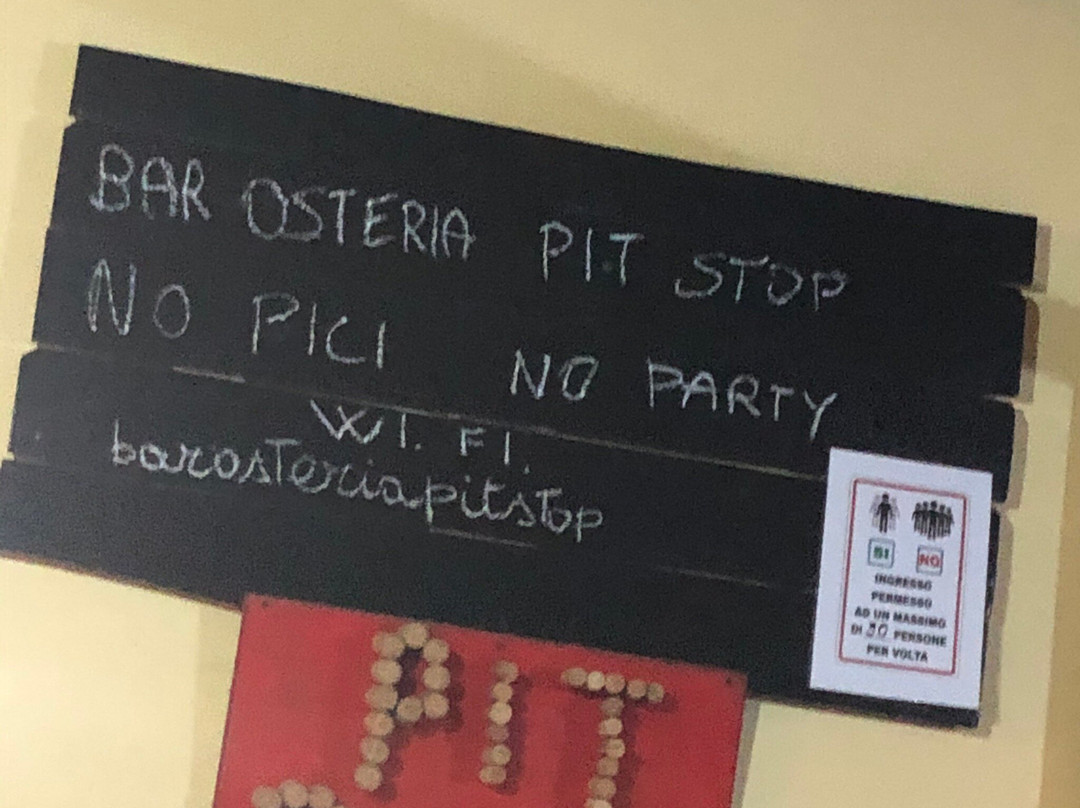 BAR OSTERIA PIT STOP
NO PICI NO PARTY
WI.FI.
barosteriapitstop
SI NO
INGRESSO
PERMESSO
AD UN MASSIMO
DI 30 PERSONE
PER VOLTA
PIT